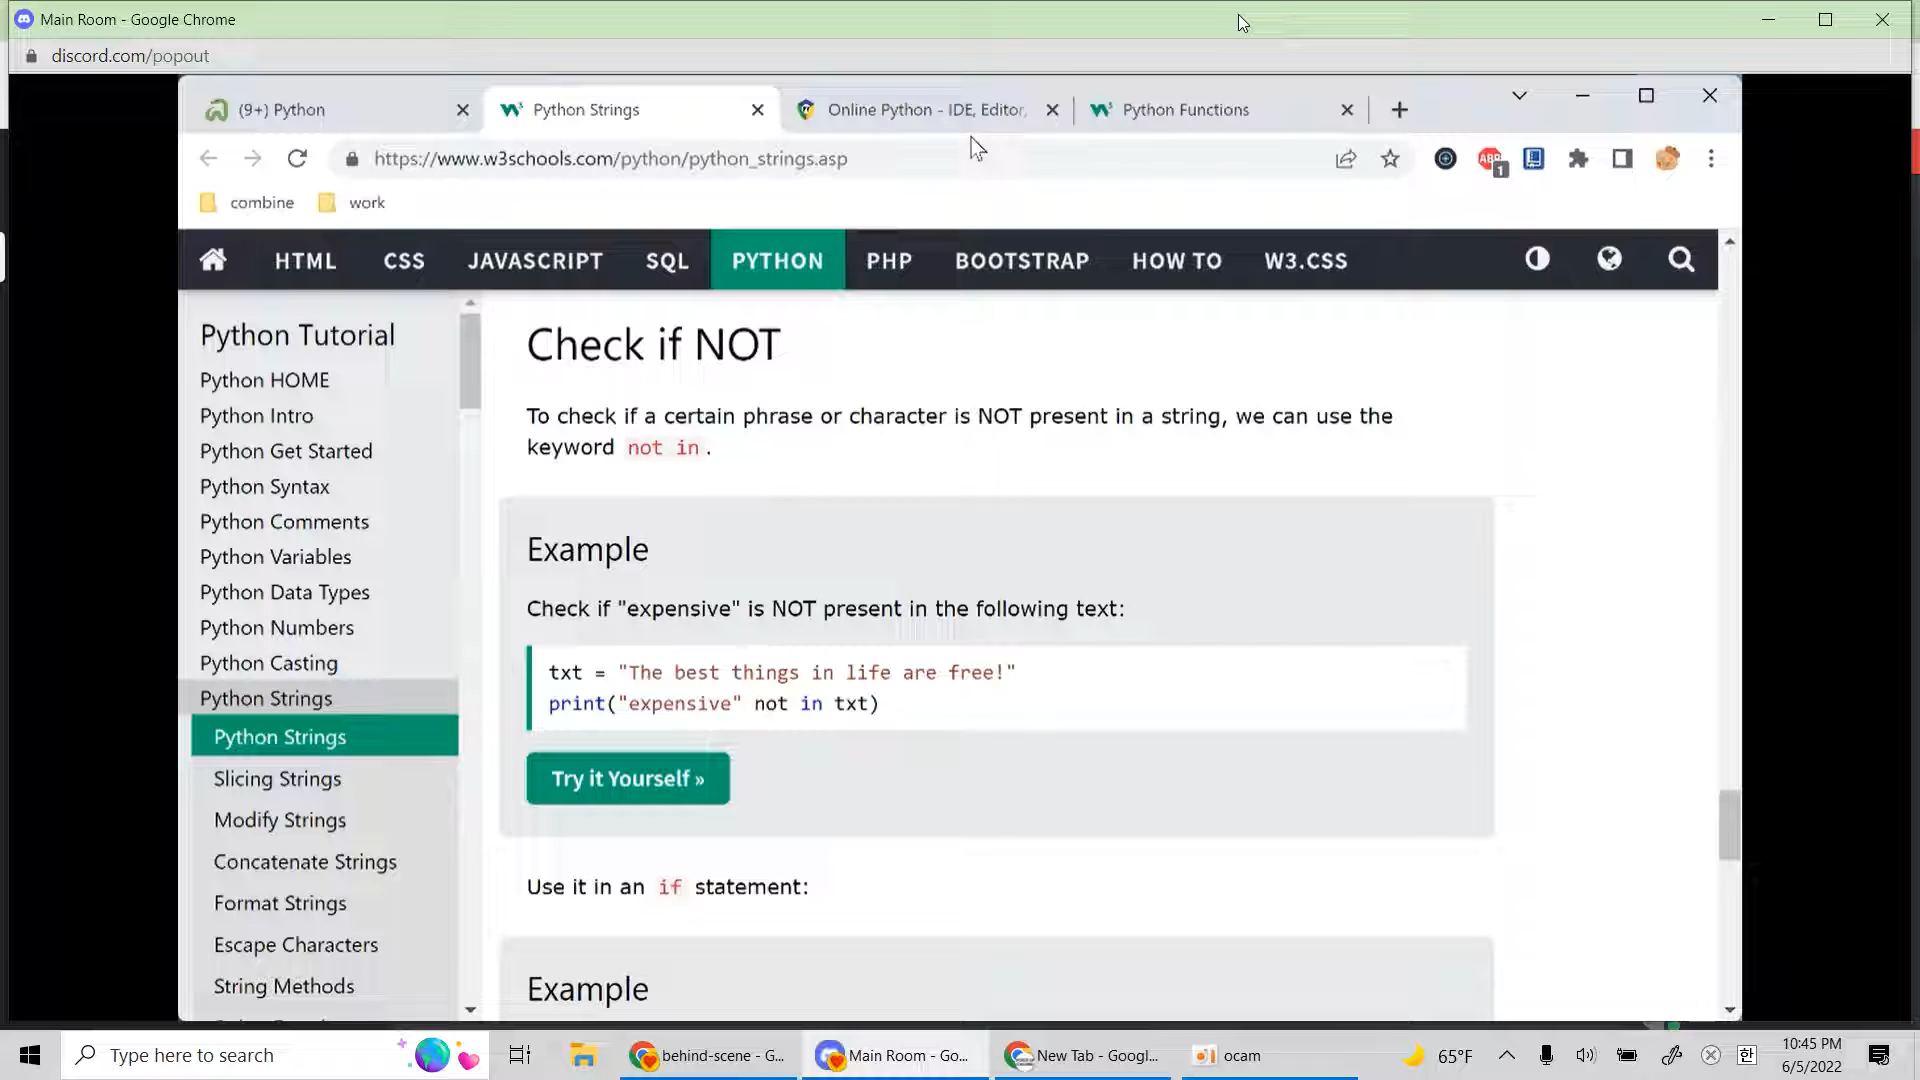 Main Room - Google Chrome
discord.com/popout
(9+) Python
Python Strings
Online Python - IDE, Editor,
Python Functions
https://www.w3schools.com/python/python_strings.asp
ABP
1
combine
work
HTML
CSS
JAVASCRIPT
SQL
PYTHON
PHP
BOOTSTRAP
HOW TO
W3.CSS
Python Tutorial
Python HOME
Python Intro
Python Get Started
Python Syntax
Python Comments
Python Variables
Python Data Types
Python Numbers
Python Casting
Python Strings
Python Strings
Slicing Strings
Modify Strings
Concatenate Strings
Format Strings
Escape Characters
String Methods
Check if NOT
To check if a certain phrase or character is NOT present in a string, we can use the
keyword not in.
Example
Check if "expensive" is NOT present in the following text:
txt = "The best things in life are free!"
print("expensive" not in txt)
Try it Yourself »
Use it in an if statement:
Example
Type here to search
behind-scene - G...
Main Room - Go...
New Tab - Googl...
ocam
65°F
한
10:45 PM
6/5/2022